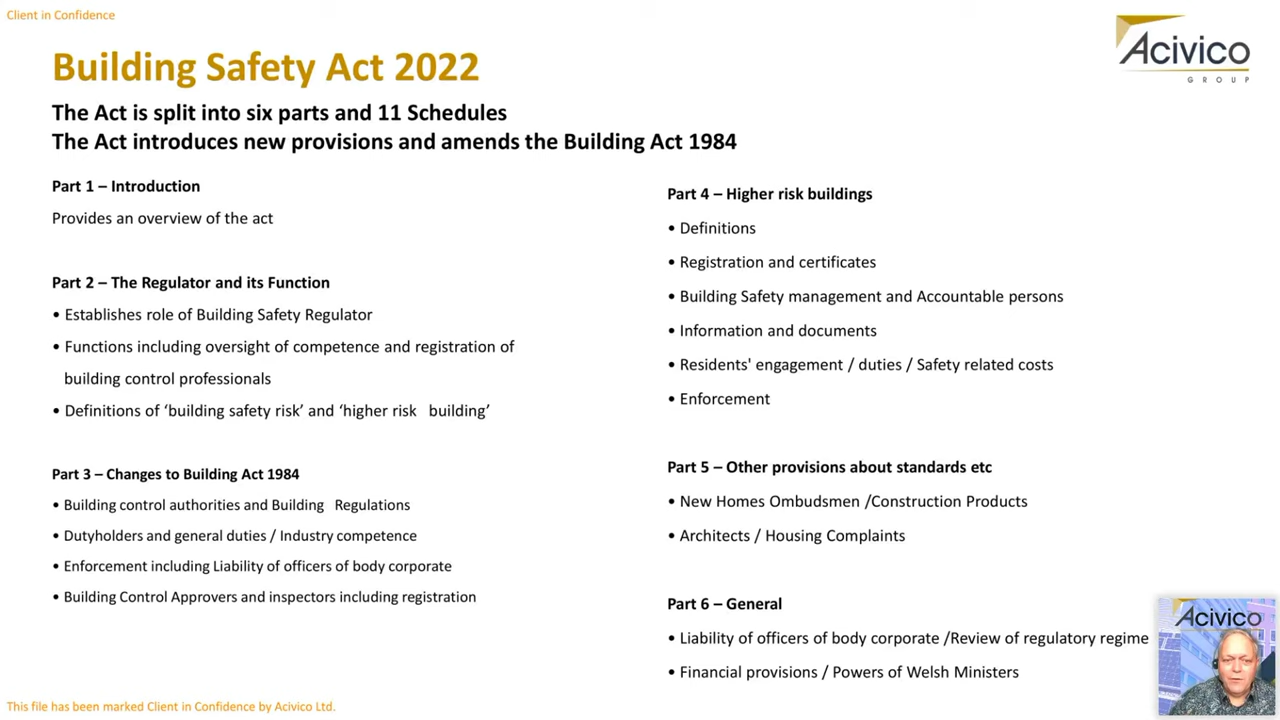 Client in Confidence
Acivico
GROUP
Building Safety Act 2022
The Act is split into six parts and 11 Schedules
The Act introduces new provisions and amends the Building Act 1984
Part 1 – Introduction
Provides an overview of the act
Part 2 – The Regulator and its Function
• Establishes role of Building Safety Regulator
• Functions including oversight of competence and registration of
building control professionals
• Definitions of ‘building safety risk’ and ‘higher risk building’
Part 3 – Changes to Building Act 1984
• Building control authorities and Building Regulations
• Dutyholders and general duties / Industry competence
• Enforcement including Liability of officers of body corporate
• Building Control Approvers and inspectors including registration
Part 4 – Higher risk buildings
• Definitions
• Registration and certificates
• Building Safety management and Accountable persons
• Information and documents
• Residents' engagement / duties / Safety related costs
• Enforcement
Part 5 – Other provisions about standards etc
• New Homes Ombudsmen /Construction Products
• Architects / Housing Complaints
Part 6 – General
• Liability of officers of body corporate /Review of regulatory regime
• Financial provisions / Powers of Welsh Ministers
Acivico
This file has been marked Client in Confidence by Acivico Ltd.